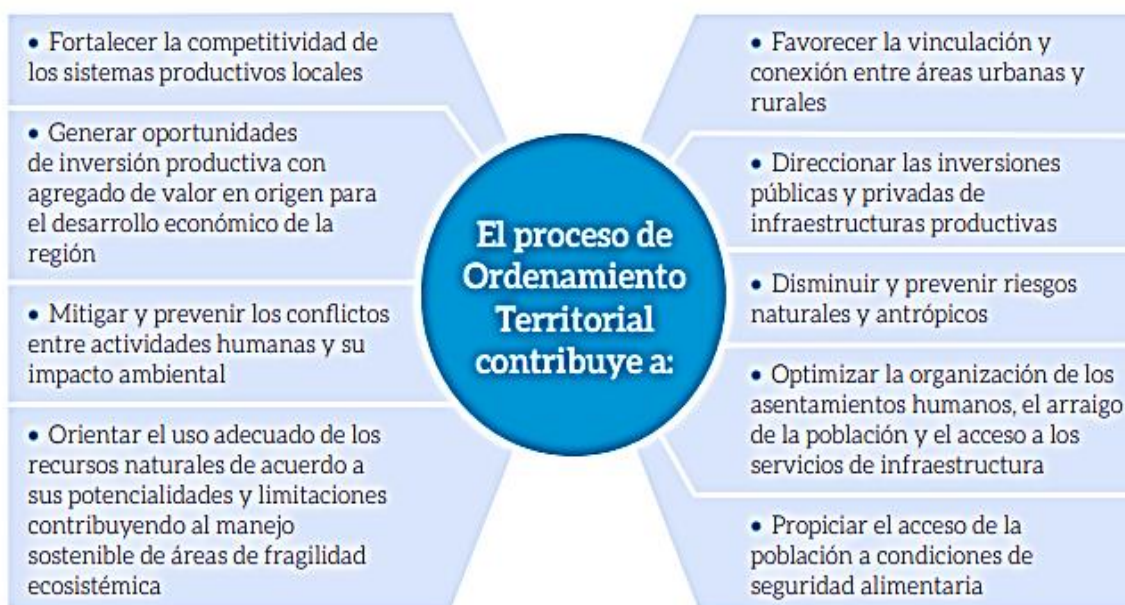 • Fortalecer la competitividad de
los sistemas productivos locales
• Generar oportunidades
de inversión productiva con
agregado de valor en origen para
el desarrollo económico de la
región
• Mitigar y prevenir los conflictos
entre actividades humanas y su
impacto ambiental
• Orientar el uso adecuado de los
recursos naturales de acuerdo a
sus potencialidades y limitaciones
contribuyendo al manejo
sostenible de áreas de fragilidad
ecosistémica
El proceso de
Ordenamiento
Territorial
contribuye a:
• Favorecer la vinculación y
conexión entre áreas urbanas y
rurales
• Direccionar las inversiones
públicas y privadas de
infraestructuras productivas
• Disminuir y prevenir riesgos
naturales y antrópicos
• Optimizar la organización de los
asentamientos humanos, el arraigo
de la población y el acceso a los
servicios de infraestructura
• Propiciar el acceso de la
población a condiciones de
seguridad alimentaria